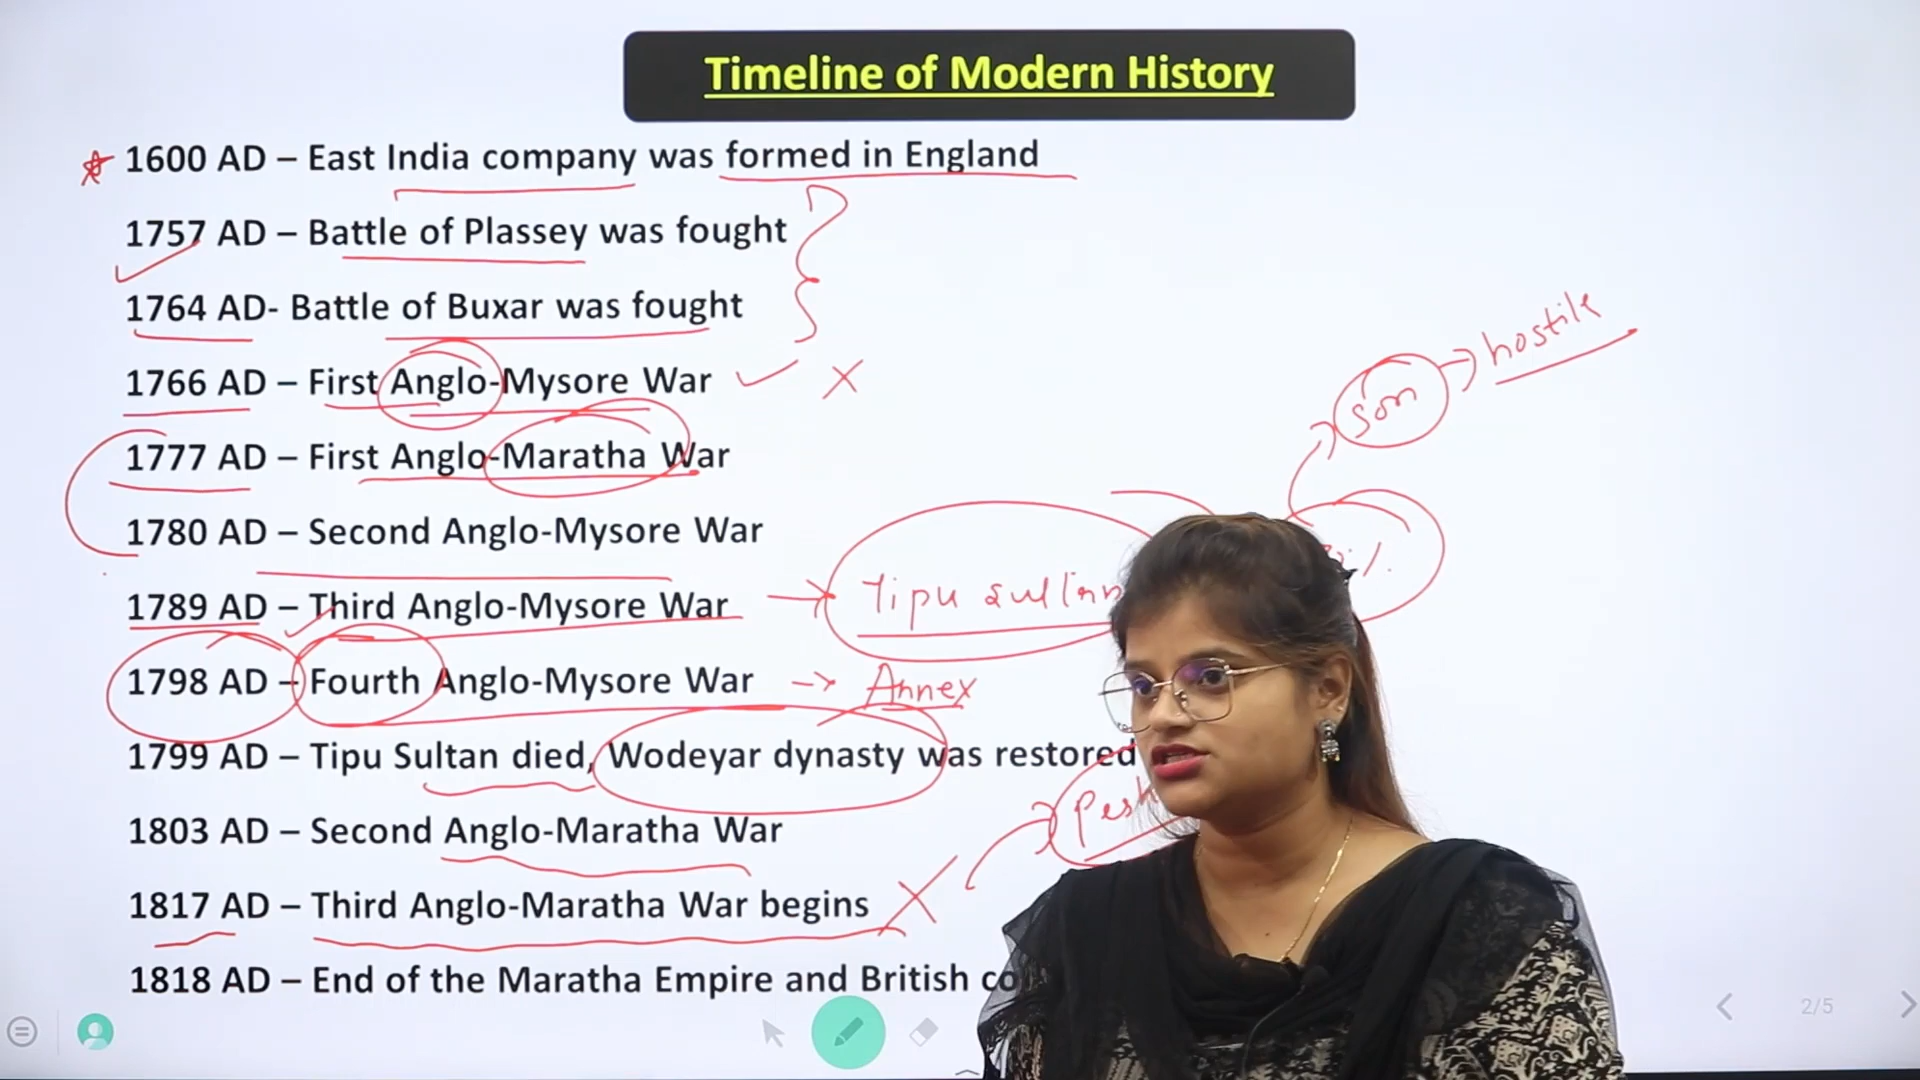 Timeline of Modern History
1600 AD – East India company was formed in England
1757 AD – Battle of Plassey was fought
1764 AD- Battle of Buxar was fought
1766 AD – First Anglo-Mysore War
1777 AD – First Anglo-Maratha War
1780 AD – Second Anglo-Mysore War
1789 AD – Third Anglo-Mysore War
1798 AD – Fourth Anglo-Mysore War
1799 AD – Tipu Sultan died, Wodeyar dynasty was restored
1803 AD – Second Anglo-Maratha War
1817 AD – Third Anglo-Maratha War begins
1818 AD – End of the Maratha Empire and British
son
hostile
Tipu Sultan
Annex
2/5